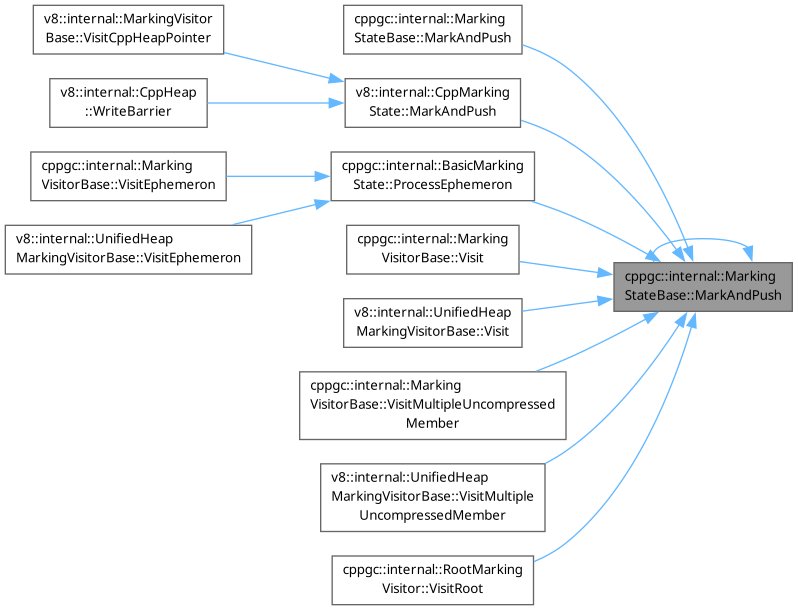 v8::internal::MarkingVisitor
Base::VisitCppHeapPointer
v8::internal::CppHeap
::WriteBarrier
cppgc::internal::Marking
VisitorBase::VisitEphemeron
v8::internal::UnifiedHeap
MarkingVisitorBase::VisitEphemeron
cppgc::internal::Marking
StateBase::MarkAndPush
v8::internal::CppMarking
State::MarkAndPush
cppgc::internal::BasicMarking
State::ProcessEphemeron
cppgc::internal::Marking
VisitorBase::Visit
v8::internal::UnifiedHeap
MarkingVisitorBase::Visit
cppgc::internal::Marking
VisitorBase::VisitMultipleUncompressed
Member
v8::internal::UnifiedHeap
MarkingVisitorBase::VisitMultiple
UncompressedMember
cppgc::internal::RootMarking
Visitor::VisitRoot
cppgc::internal::Marking
StateBase::MarkAndPush